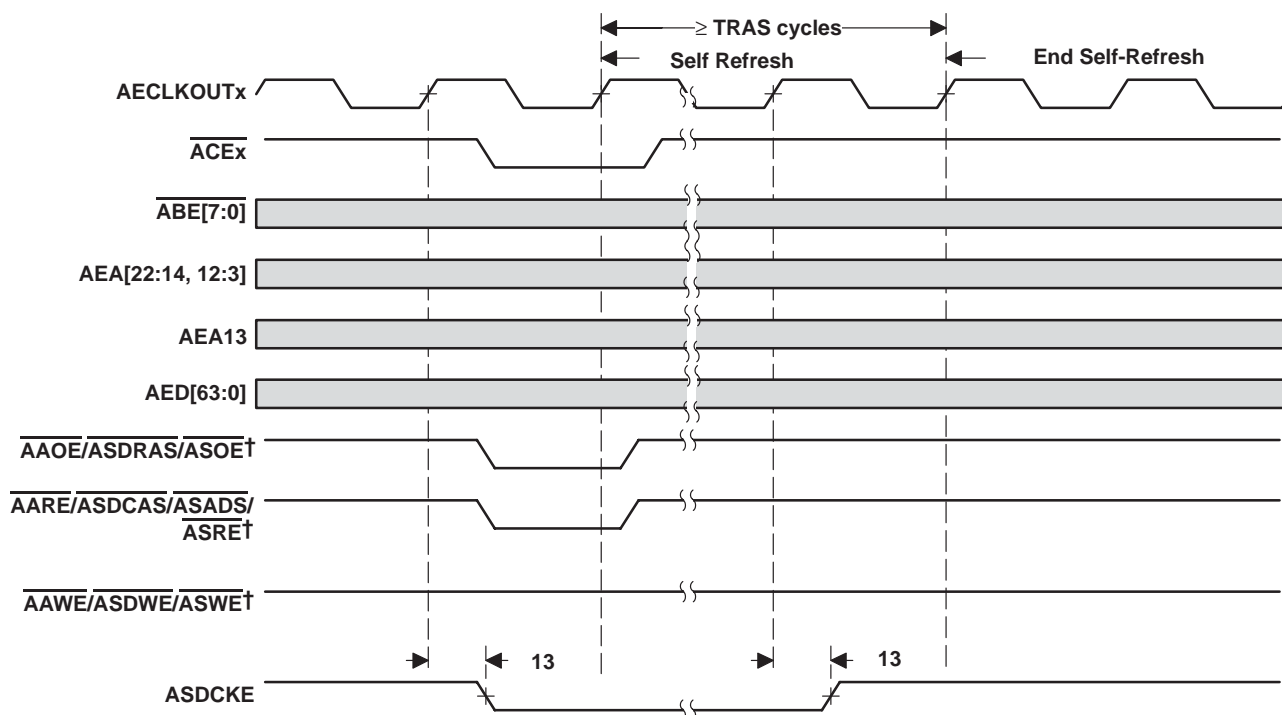 ≥ TRAS cycles
Self Refresh
End Self-Refresh
AECLKOUTx
ACEx
ABE[7:0]
AEA[22:14, 12:3]
AEA13
AED[63:0]
AAOE/ASDRAS/ASOE†
AARE/ASDCAS/ASADS/
ASRE†
AAWE/ASDWE/ASWE†
13
13
ASDCKE